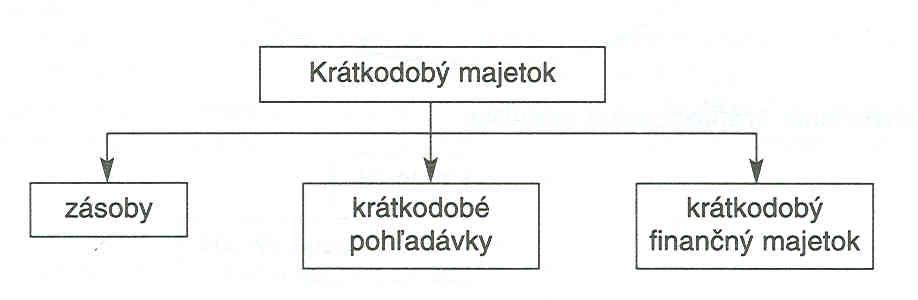 Krátkodobý majetok
zásoby
krátkodobé
pohľadávky
krátkodobý
finančný majetok